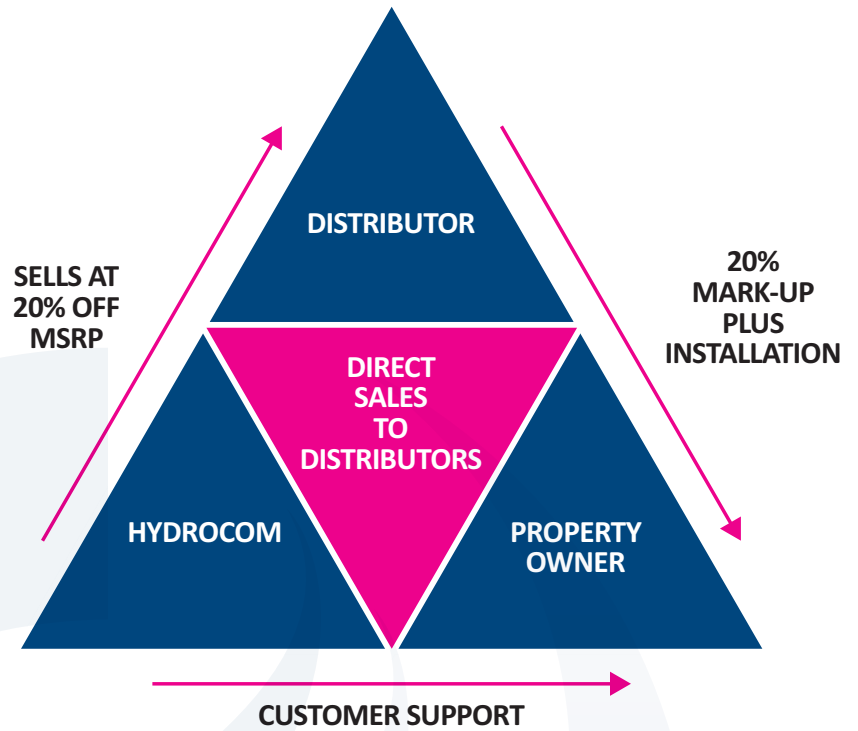 DISTRIBUTOR
SELLS AT
20% OFF
MSRP
20%
MARK-UP
PLUS
INSTALLATION
DIRECT
SALES
TO
DISTRIBUTORS
HYDROCOM
PROPERTY
OWNER
CUSTOMER SUPPORT